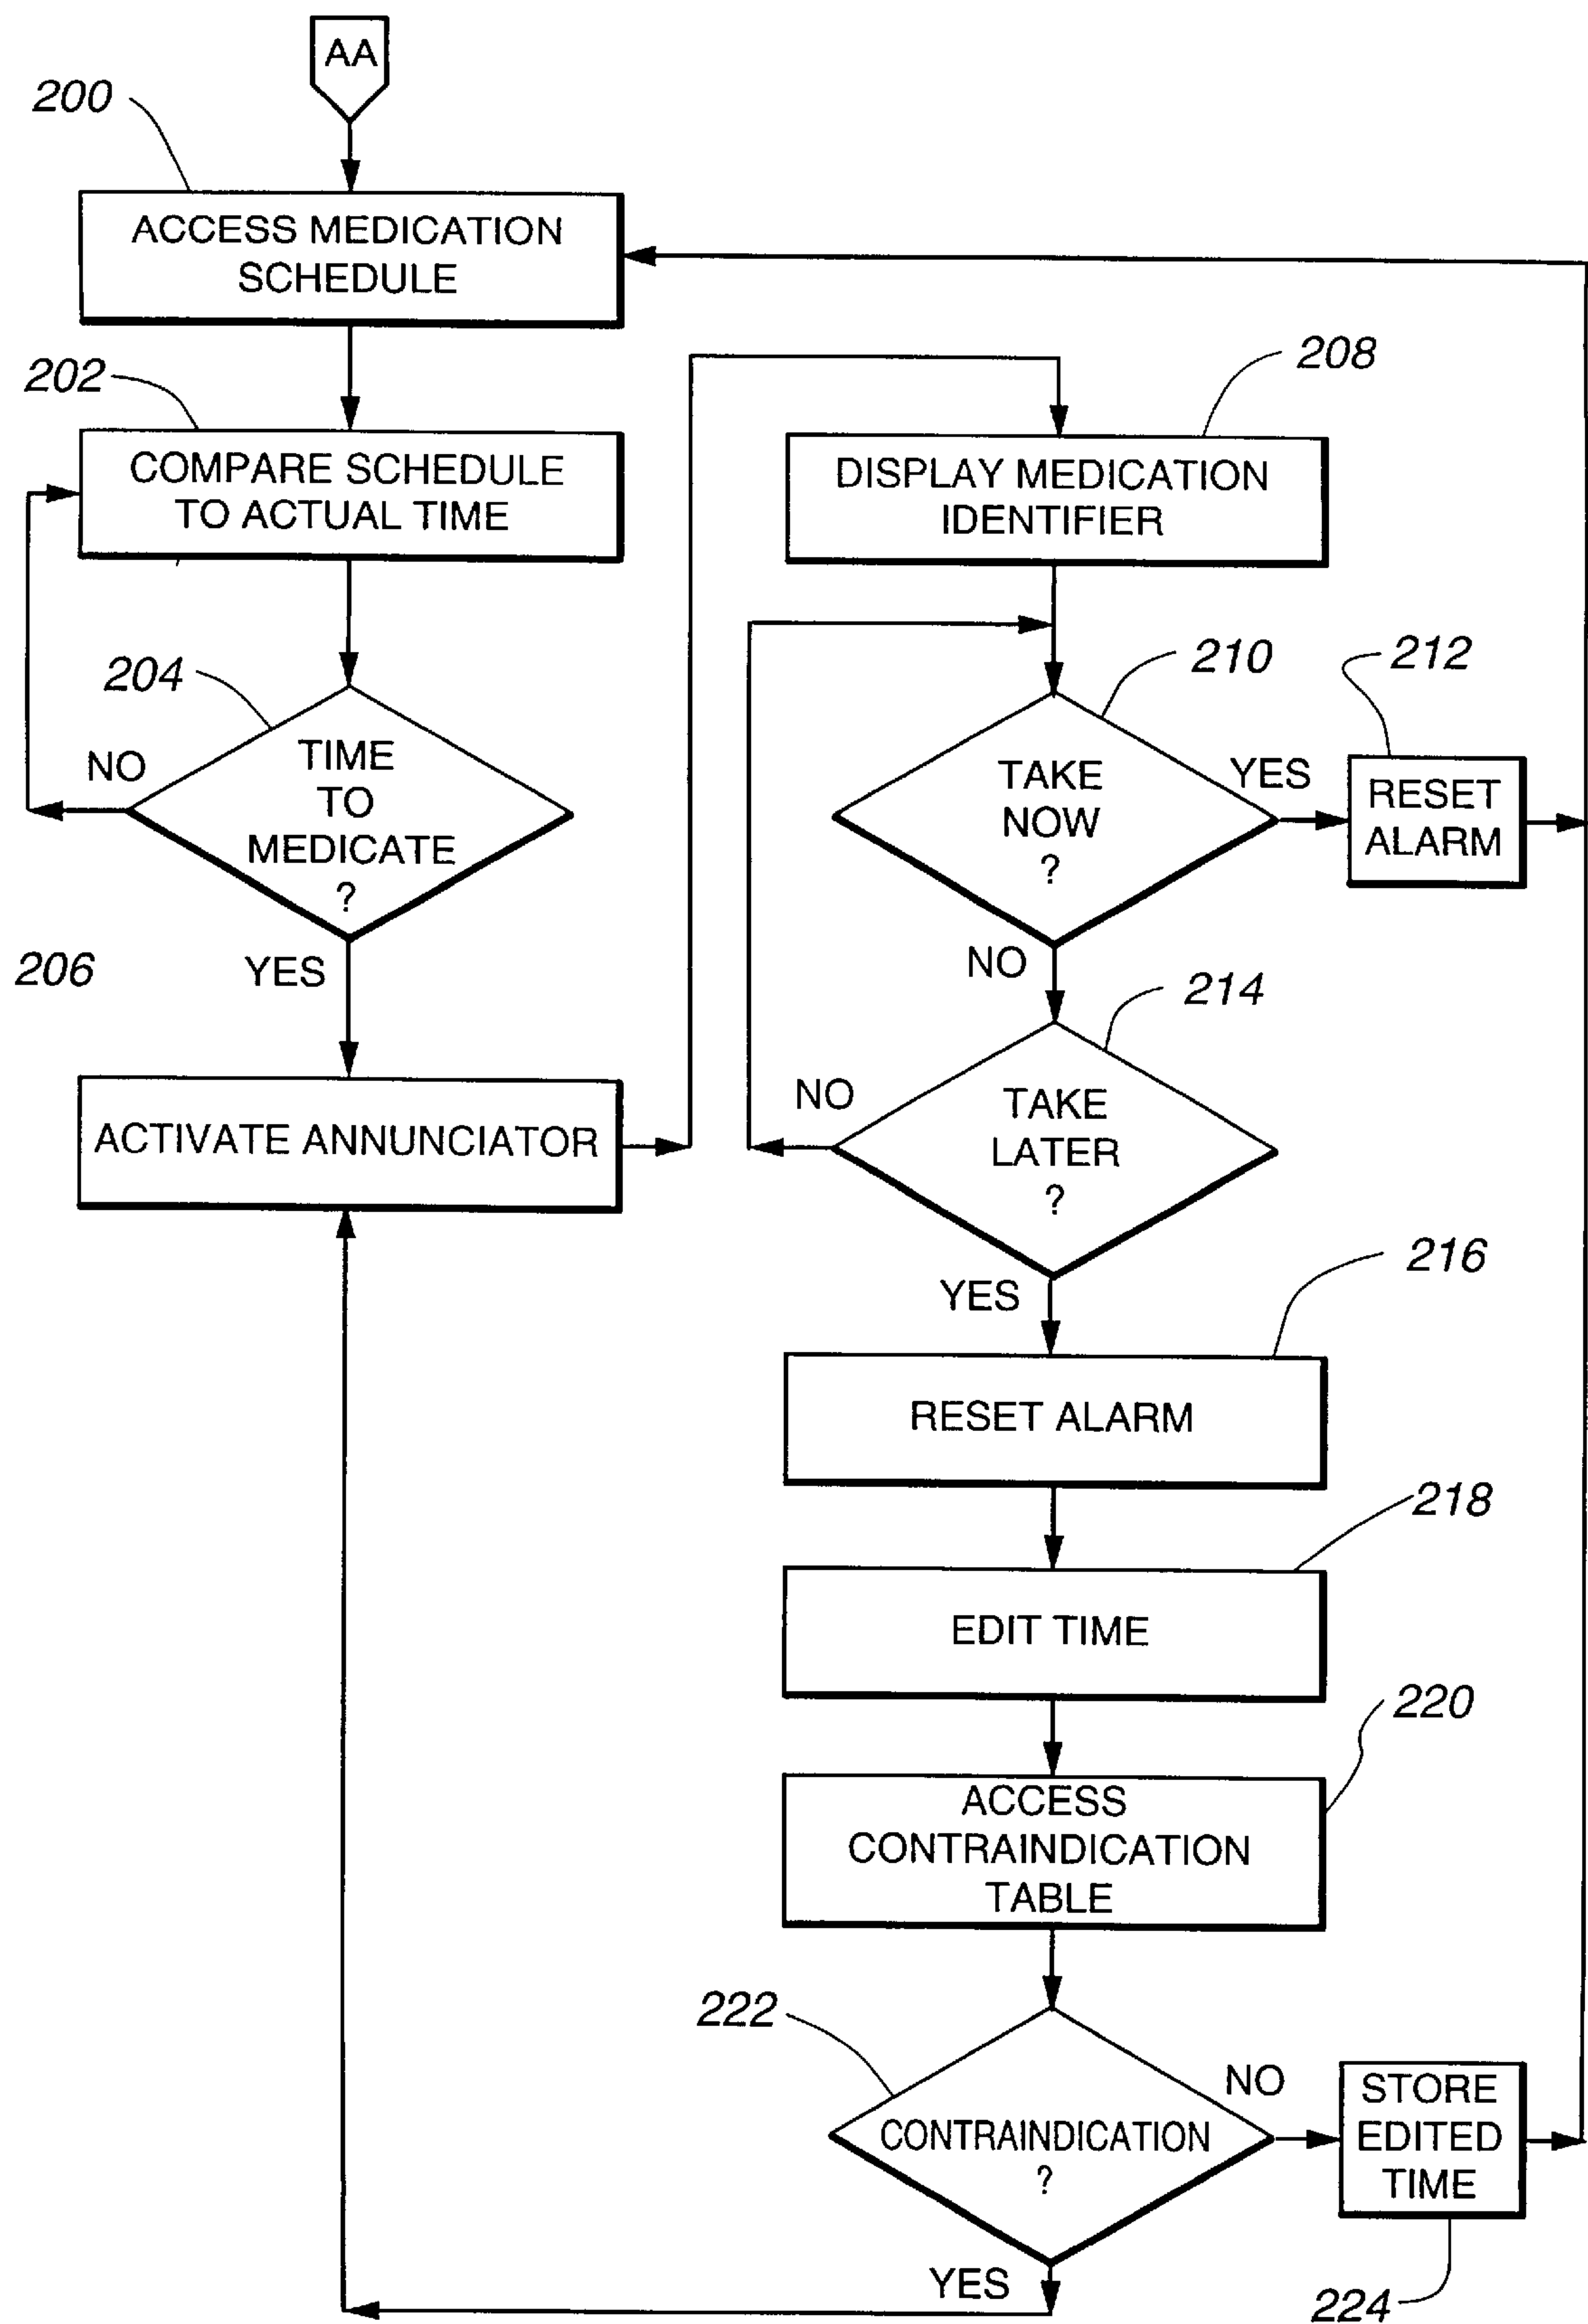 AA
200
ACCESS MEDICATION
SCHEDULE
202
COMPARE SCHEDULE
TO ACTUAL TIME
204
NO
TIME
TO
MEDICATE
?
YES
206
ACTIVATE ANNUNCIATOR
208
DISPLAY MEDICATION
IDENTIFIER
210
TAKE
NOW
?
YES
212
RESET
ALARM
NO
214
TAKE
LATER
?
NO
YES
216
RESET ALARM
218
EDIT TIME
220
ACCESS
CONTRAINDICATION
TABLE
222
CONTRAINDICATION
?
NO
STORE
EDITED
TIME
224
YES